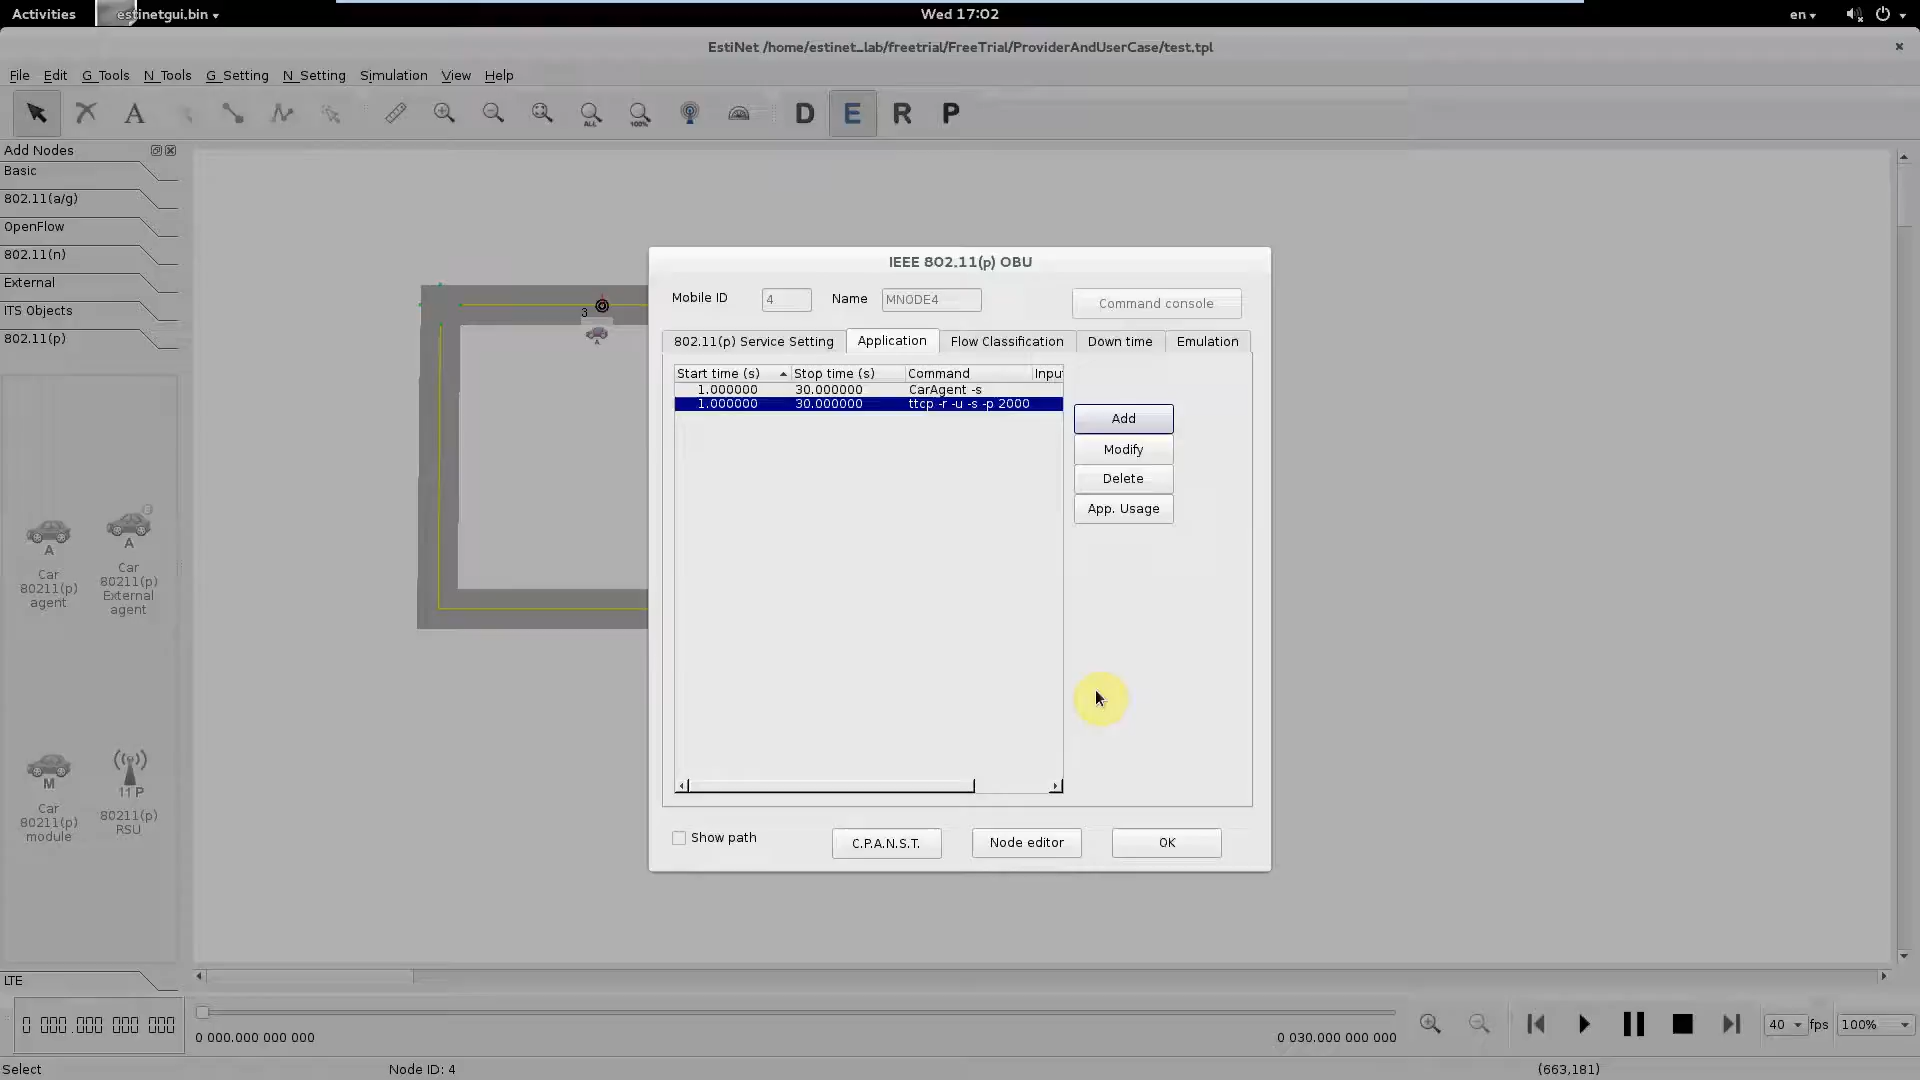 Activities
estinetgui.bin
Wed 17:02
en
EstiNet /home/estinet_lab/freetrial/FreeTrial/ProviderAndUserCase/test.tpl
File Edit G_Tools N_Tools G_Setting N_Setting Simulation View Help
A
ALL
100%
D E R P
Add Nodes
Basic
802.11(a/g)
OpenFlow
802.11(n)
External
ITS Objects
802.11(p)
A
Car
80211(p)
agent
A
Car
80211(p)
External
agent
M
Car
80211(p)
module
11 P
80211(p)
RSU
LTE
3
A
IEEE 802.11(p) OBU
Mobile ID 4 Name MNODE4 Command console
802.11(p) Service Setting Application Flow Classification Down time Emulation
Start time (s) Stop time (s) Command Inpu
1.000000 30.000000 CarAgent -s
1.000000 30.000000 ttcp -r -u -s -p 2000
Add
Modify
Delete
App. Usage
Show path C.P.A.N.S.T. Node editor OK
0 000.000 000 000
0 000.000 000 000
0 030.000 000 000
40 fps 100%
Select
Node ID: 4
(663,181)